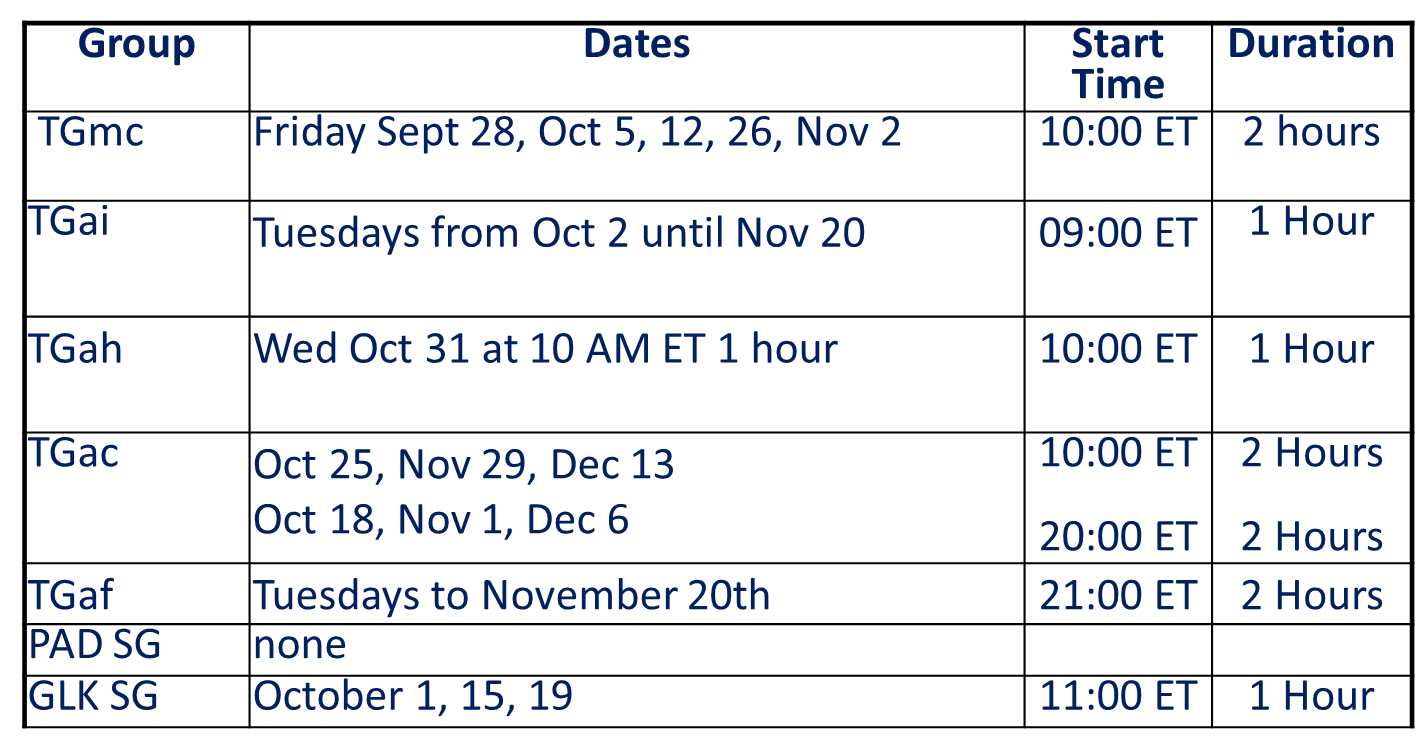 Group Dates Start Time Duration
TGmc Friday Sept 28, Oct 5, 12, 26, Nov 2 10:00 ET 2 hours
TGai Tuesdays from Oct 2 until Nov 20 09:00 ET 1 Hour
TGah Wed Oct 31 at 10 AM ET 1 hour 10:00 ET 1 Hour
TGac Oct 25, Nov 29, Dec 13 10:00 ET 2 Hours
Oct 18, Nov 1, Dec 6 20:00 ET 2 Hours
TGaf Tuesdays to November 20th 21:00 ET 2 Hours
PAD SG none
GLK SG October 1, 15, 19 11:00 ET 1 Hour